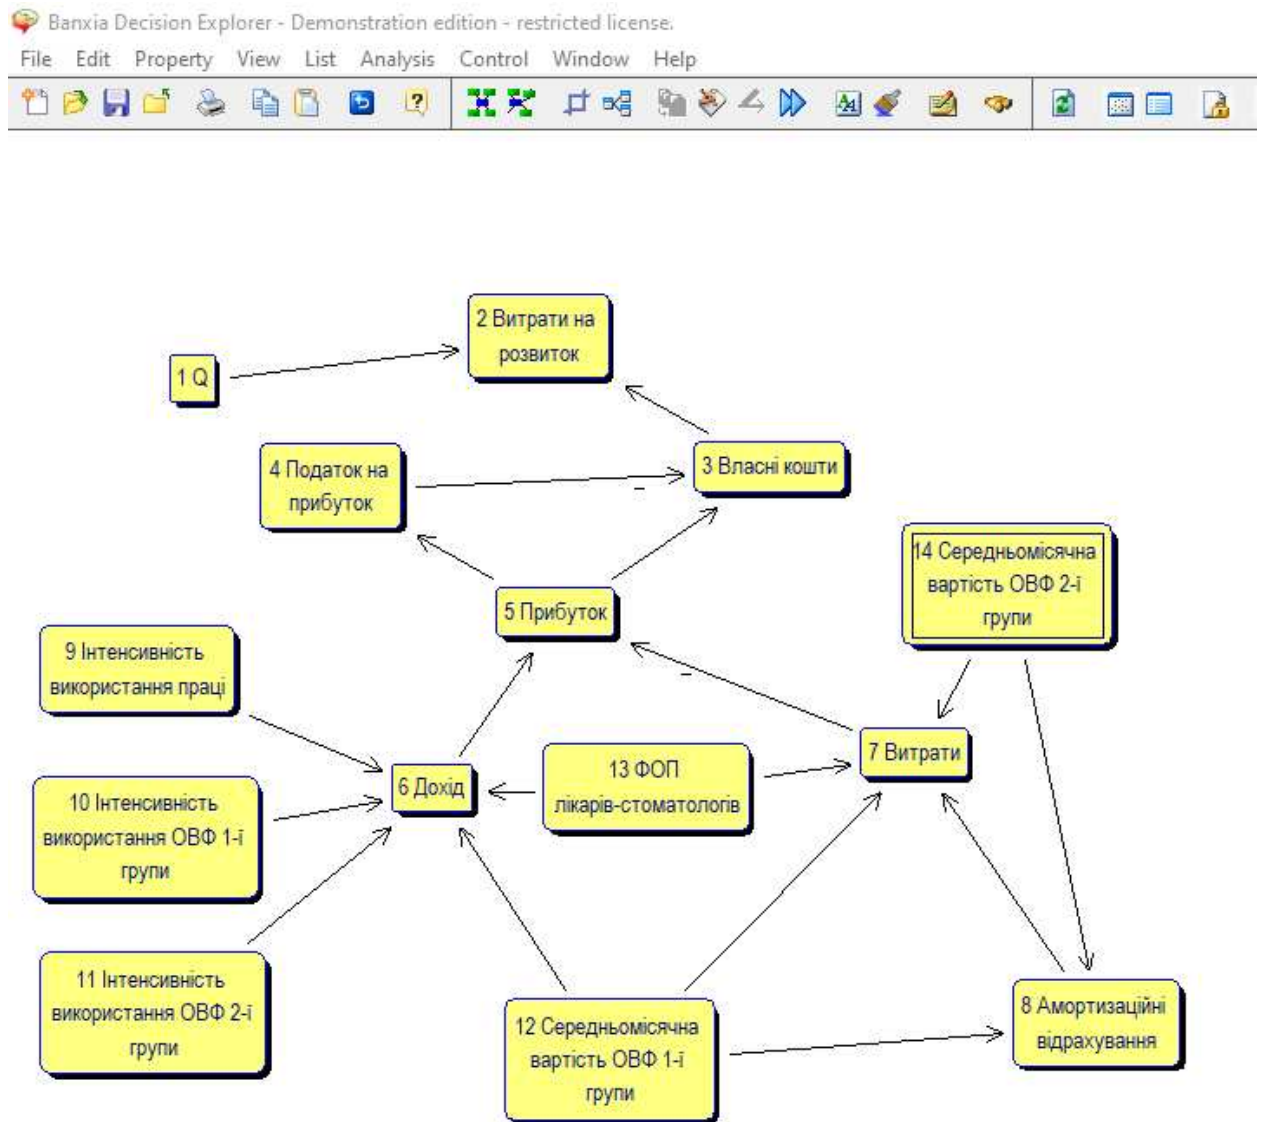 Banxia Decision Explorer - Demonstration edition - restricted license.
File Edit Property View List Analysis Control Window Help
2 Витрати на
розвиток
1 Q
4 Податок на
прибуток
3 Власні кошти
14 Середньомісячна
вартість ОВФ 2-ї
групи
5 Прибуток
9 Інтенсивність
використання праці
7 Витрати
6 Дохід
13 ФОП
лікарів-стоматологів
10 Інтенсивність
використання ОВФ 1-ї
групи
11 Інтенсивність
використання ОВФ 2-ї
групи
12 Середньомісячна
вартість ОВФ 1-ї
групи
8 Амортизаційні
відрахування